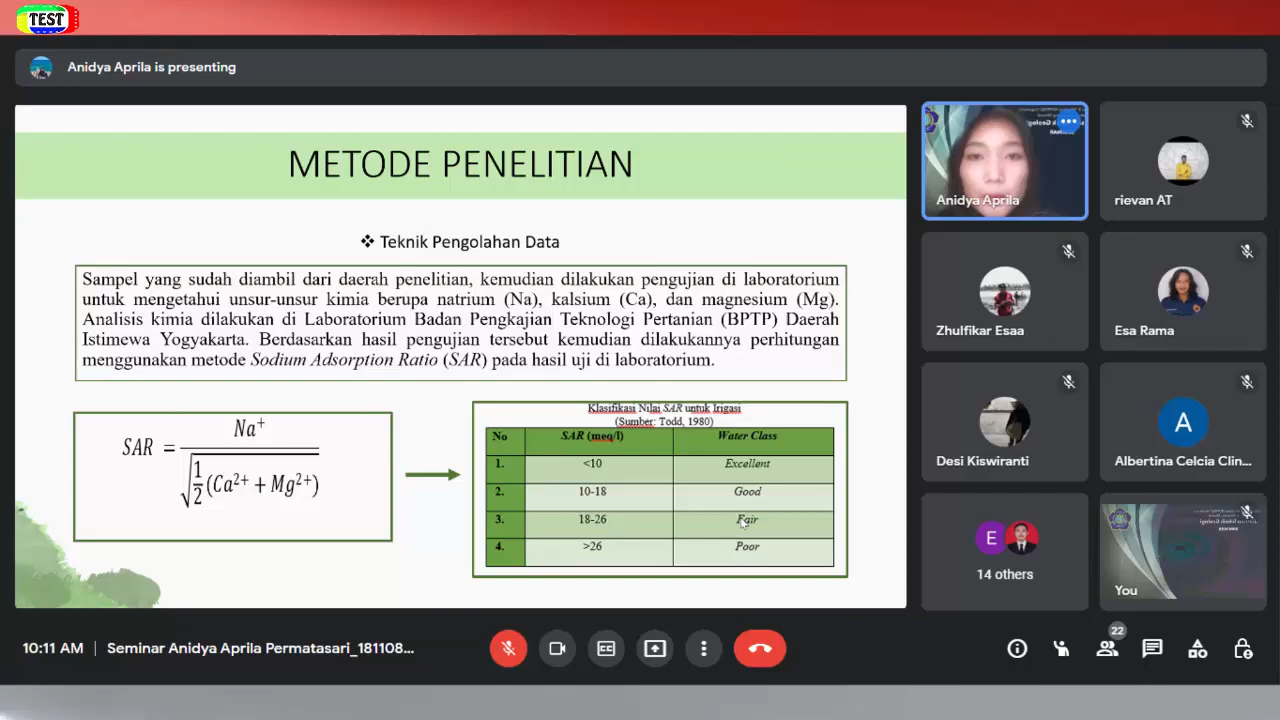 TEST
Anidya Aprila is presenting
METODE PENELITIAN
❖ Teknik Pengolahan Data
Sampel yang sudah diambil dari daerah penelitian, kemudian dilakukan pengujian di laboratorium
untuk mengetahui unsur-unsur kimia berupa natrium (Na), kalsium (Ca), dan magnesium (Mg).
Analisis kimia dilakukan di Laboratorium Badan Pengkajian Teknologi Pertanian (BPTP) Daerah
Istimewa Yogyakarta. Berdasarkan hasil pengujian tersebut kemudian dilakukannya perhitungan
menggunakan metode Sodium Adsorption Ratio (SAR) pada hasil uji di laboratorium.
SAR = Na⁺ / √(1/2 (Ca²⁺ + Mg²⁺))
Klasifikasi Nilai SAR untuk Irigasi
(Sumber: Todd, 1980)
No SAR (meq/l) Water Class
1. <10 Excellent
2. 10-18 Good
3. 18-26 Fair
4. >26 Poor
Anidya Aprila
rievan AT
Zhulfikar Esaa
Esa Rama
Desi Kiswiranti
A
Albertina Celcia Clin...
E
14 others
You
10:11 AM | Seminar Anidya Aprila Permatasari_181108...
CC
22